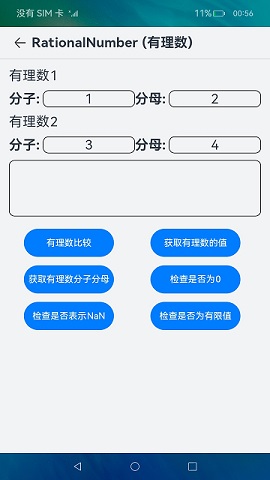 没有 SIM 卡 11% 00:56
← RationalNumber (有理数)
有理数1
分子: 1 分母: 2
有理数2
分子: 3 分母: 4
有理数比较 获取有理数的值
获取有理数分子分母 检查是否为0
检查是否表示NaN 检查是否为有限值